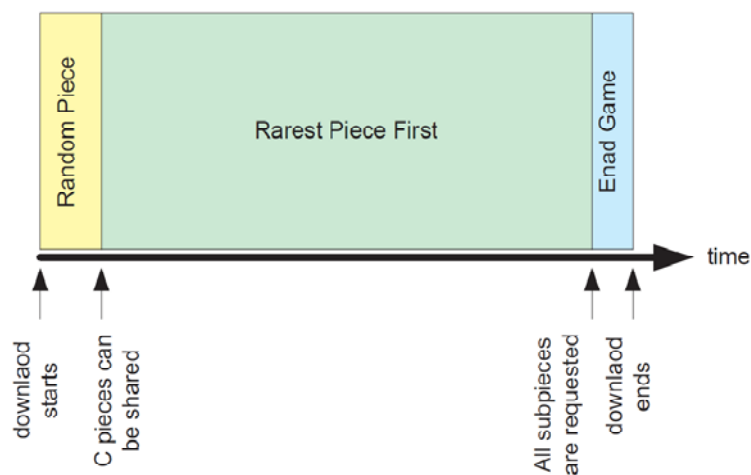 Random Piece
Rarest Piece First
Enad Game
time
downlaod
starts
C pieces can
be shared
All subpieces
are requested
downlaod
ends